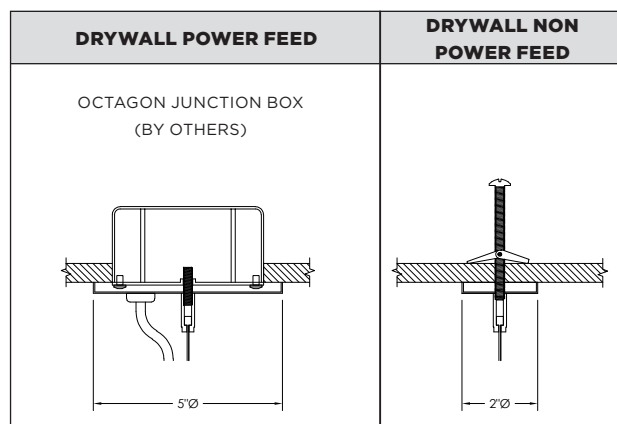 DRYWALL POWER FEED
DRYWALL NON
POWER FEED
OCTAGON JUNCTION BOX
(BY OTHERS)
5"Ø
2"Ø